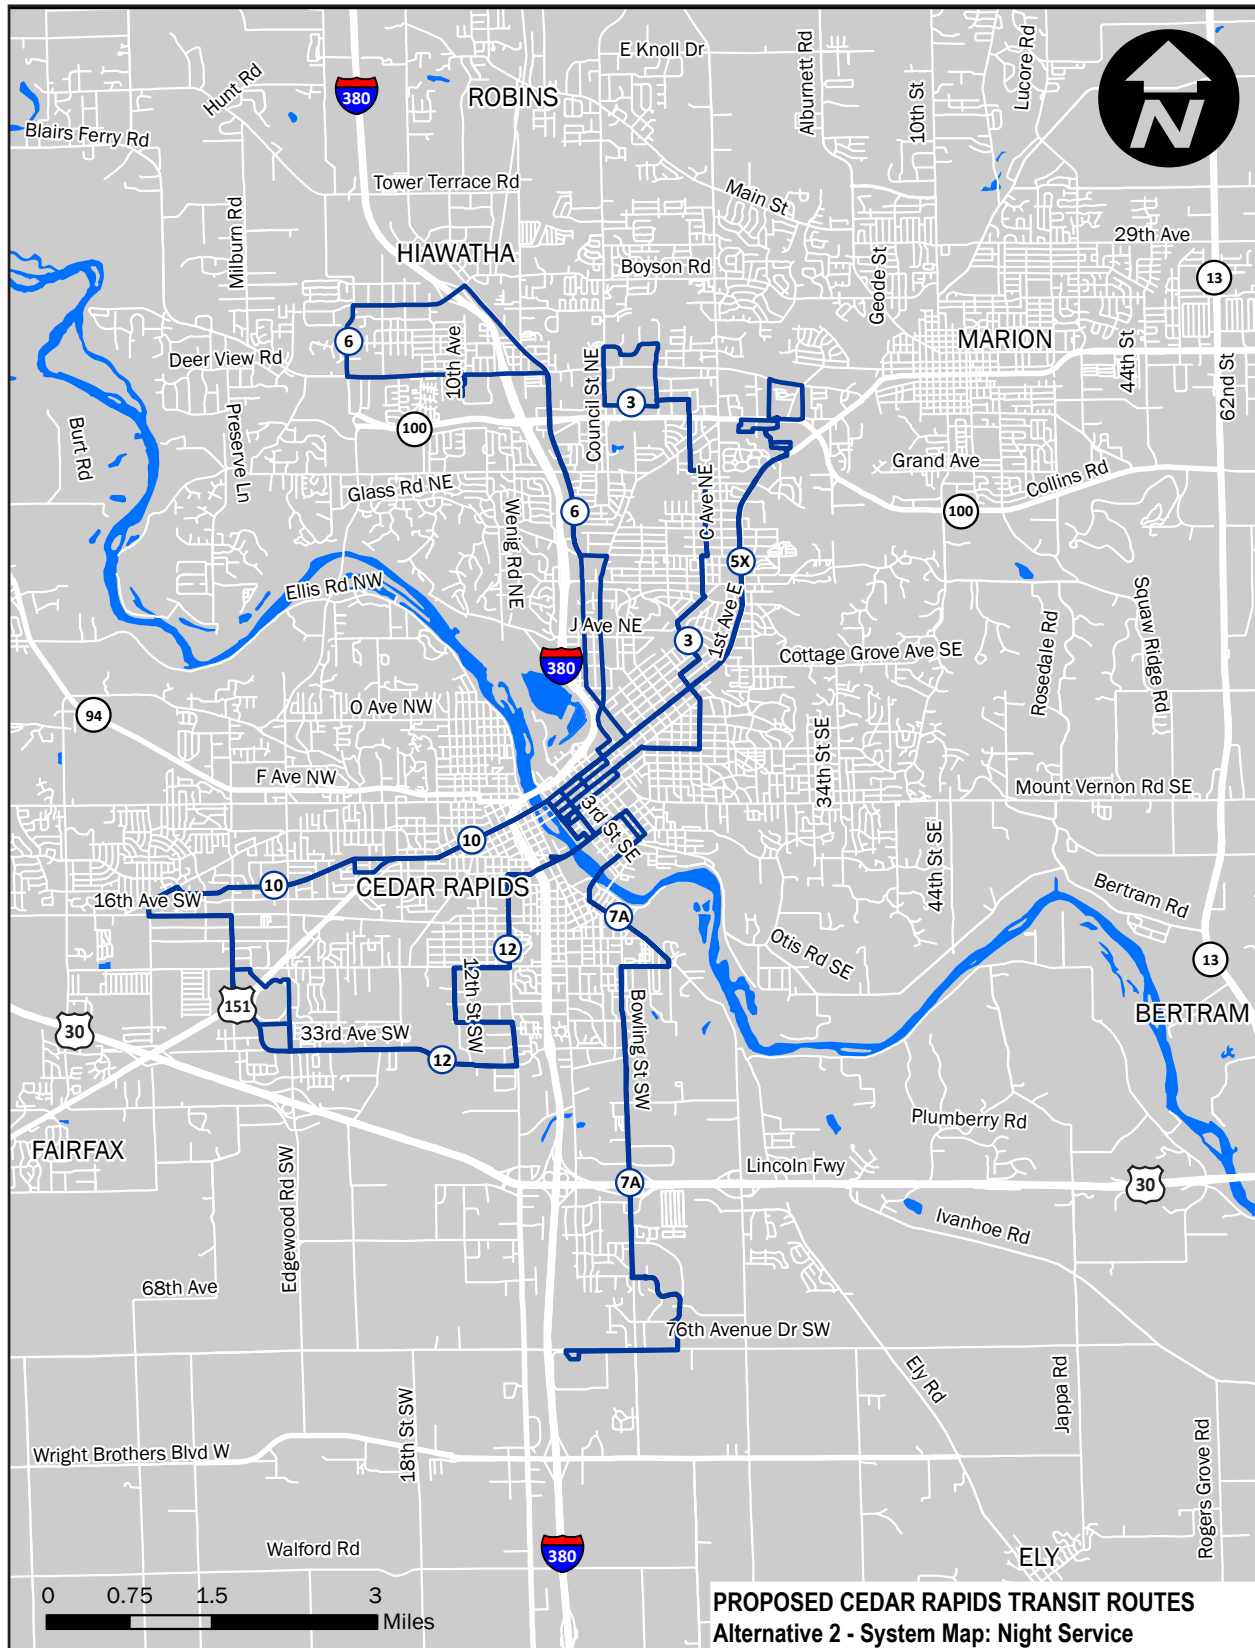 E Knoll Dr
Hunt Rd
380
ROBINS
Alburnett Rd
10th St
Lucore Rd
N
Blairs Ferry Rd
Tower Terrace Rd
Main St
Milburn Rd
HIAWATHA
Boyson Rd
Geode St
29th Ave
13
6
Deer View Rd
10th Ave
Council St NE
MARION
44th St
62nd St
3
Burt Rd
Preserve Ln
100
Glass Rd NE
Grand Ave
Collins Rd
100
Wenig Rd NE
6
C Ave NE
5X
Ellis Rd NW
J Ave NE
1st Ave E
3
Cottage Grove Ave SE
Rosedale Rd
Squaw Ridge Rd
380
94
O Ave NW
F Ave NW
34th St SE
Mount Vernon Rd SE
3rd St SE
10
10
CEDAR RAPIDS
16th Ave SW
44th St SE
Bertram Rd
7A
12
12th St SW
Otis Rd SE
13
151
30
33rd Ave SW
12
Bowling St SW
BERTRAM
FAIRFAX
Plumberry Rd
Lincoln Fwy
7A
30
Edgewood Rd SW
Ivanhoe Rd
68th Ave
76th Avenue Dr SW
Ely Rd
Jappa Rd
18th St SW
Wright Brothers Blvd W
Rogers Grove Rd
Walford Rd
380
ELY
0 0.75 1.5 3
Miles
PROPOSED CEDAR RAPIDS TRANSIT ROUTES
Alternative 2 - System Map: Night Service